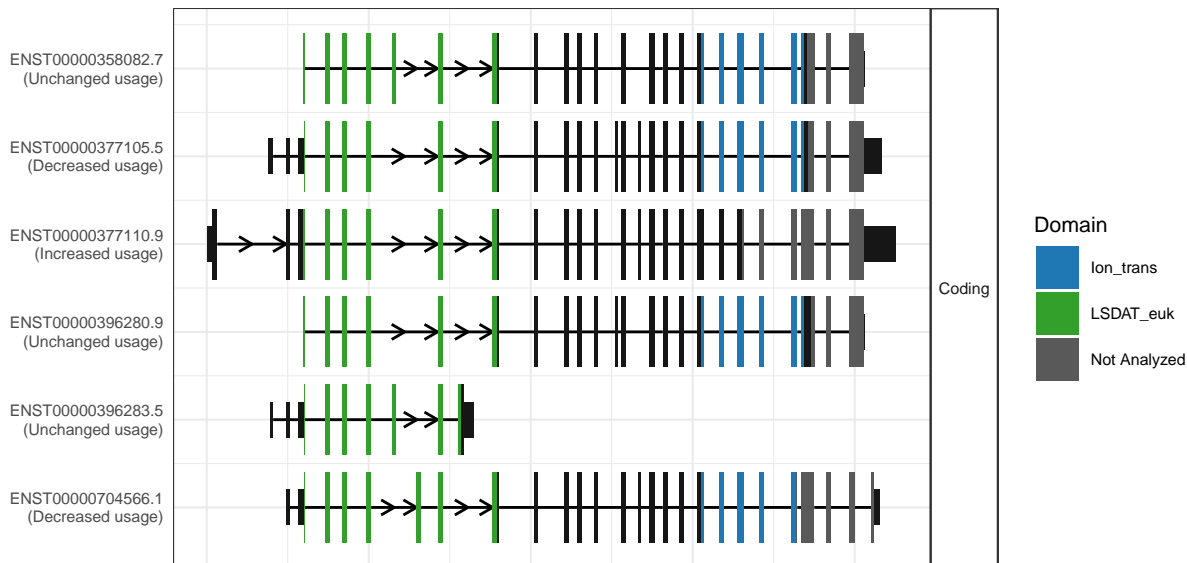 ENST00000358082.7
(Unchanged usage)
ENST00000377105.5
(Decreased usage)
ENST00000377110.9
(Increased usage)
ENST00000396280.9
(Unchanged usage)
ENST00000396283.5
(Unchanged usage)
ENST00000704566.1
(Decreased usage)
Coding
Domain
Ion_trans
LSDAT_euk
Not Analyzed